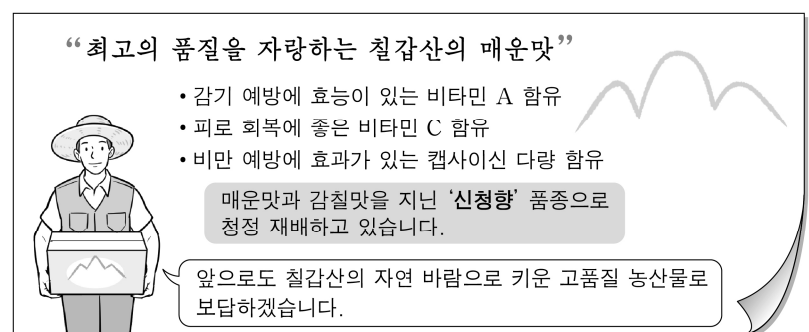 “최고의 품질을 자랑하는 칠갑산의 매운맛”
• 감기 예방에 효능이 있는 비타민 A 함유
• 피로 회복에 좋은 비타민 C 함유
• 비만 예방에 효과가 있는 캡사이신 다량 함유
매운맛과 감칠맛을 지닌 ‘신청향’ 품종으로
청정 재배하고 있습니다.
앞으로도 칠갑산의 자연 바람으로 키운 고품질 농산물로
보답하겠습니다.